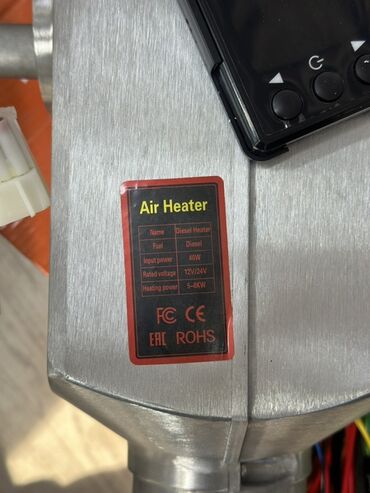 Air Heater
Name Diesel Heater
Fuel Diesel
Input power 40W
Rated voltage 12V/24V
Heating power 5-8KW
FC CE
EAC ROHS